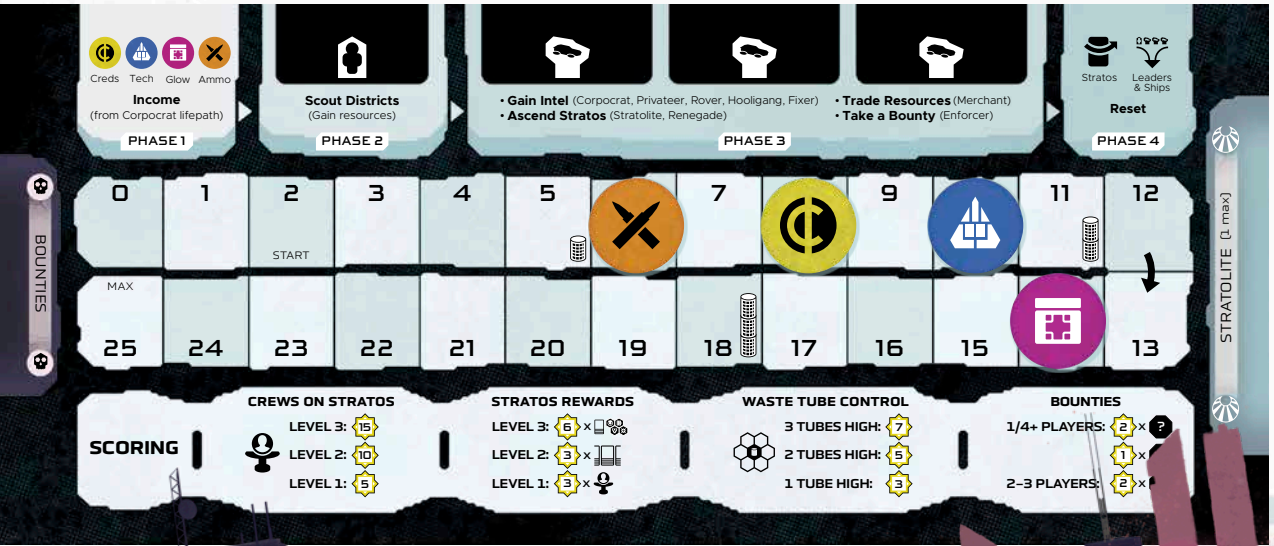 Creds Tech Glow Ammo
Income
(from Corpocrat lifepath)
PHASE 1
Scout Districts
(Gain resources)
PHASE 2
• Gain Intel (Corpocrat, Privateer, Rover, Hooligang, Fixer)
• Ascend Stratos (Stratolite, Renegade)
• Trade Resources (Merchant)
• Take a Bounty (Enforcer)
PHASE 3
Stratos
Leaders
& Ships
Reset
PHASE 4
BOUNTIES
0 1 2 3 4 5 7 9 11 12
START
MAX
25 24 23 22 21 20 19 18 17 16 15 13
STRATOLITE (1 max)
SCORING
CREWS ON STRATOS
LEVEL 3: 15
LEVEL 2: 10
LEVEL 1: 5
STRATOS REWARDS
LEVEL 3: 6 x
LEVEL 2: 3 x
LEVEL 1: 3 x
WASTE TUBE CONTROL
3 TUBES HIGH: 7
2 TUBES HIGH: 5
1 TUBE HIGH: 3
BOUNTIES
1/4+ PLAYERS: 2 x ?
1 x
2-3 PLAYERS: 2 x